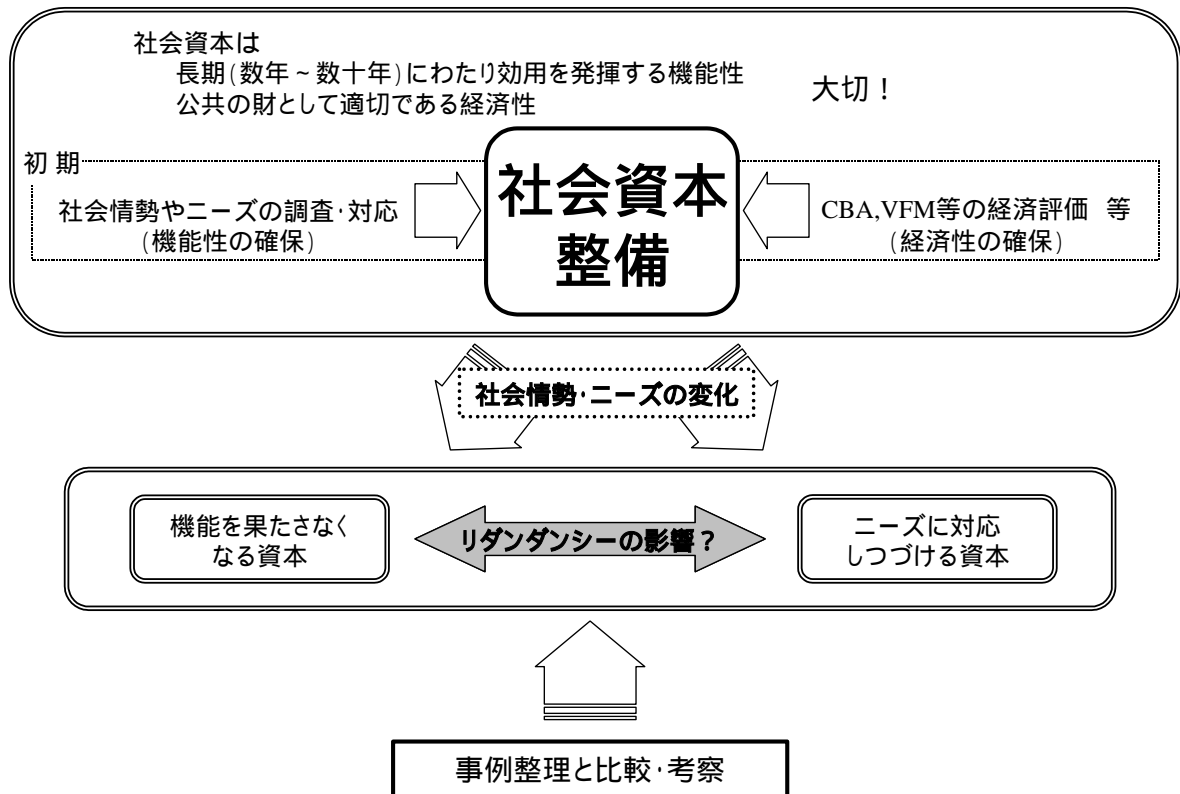 社会資本は
長期(数年~数十年)にわたり効用を発揮する機能性
公共の財として適切である経済性
大切!
初期
社会情勢やニーズの調査・対応
(機能性の確保)
社会資本
整備
CBA,VFM等の経済評価 等
(経済性の確保)
社会情勢・ニーズの変化
機能を果たさなく
なる資本
リダンダンシーの影響?
ニーズに対応
しつづける資本
事例整理と比較・考察